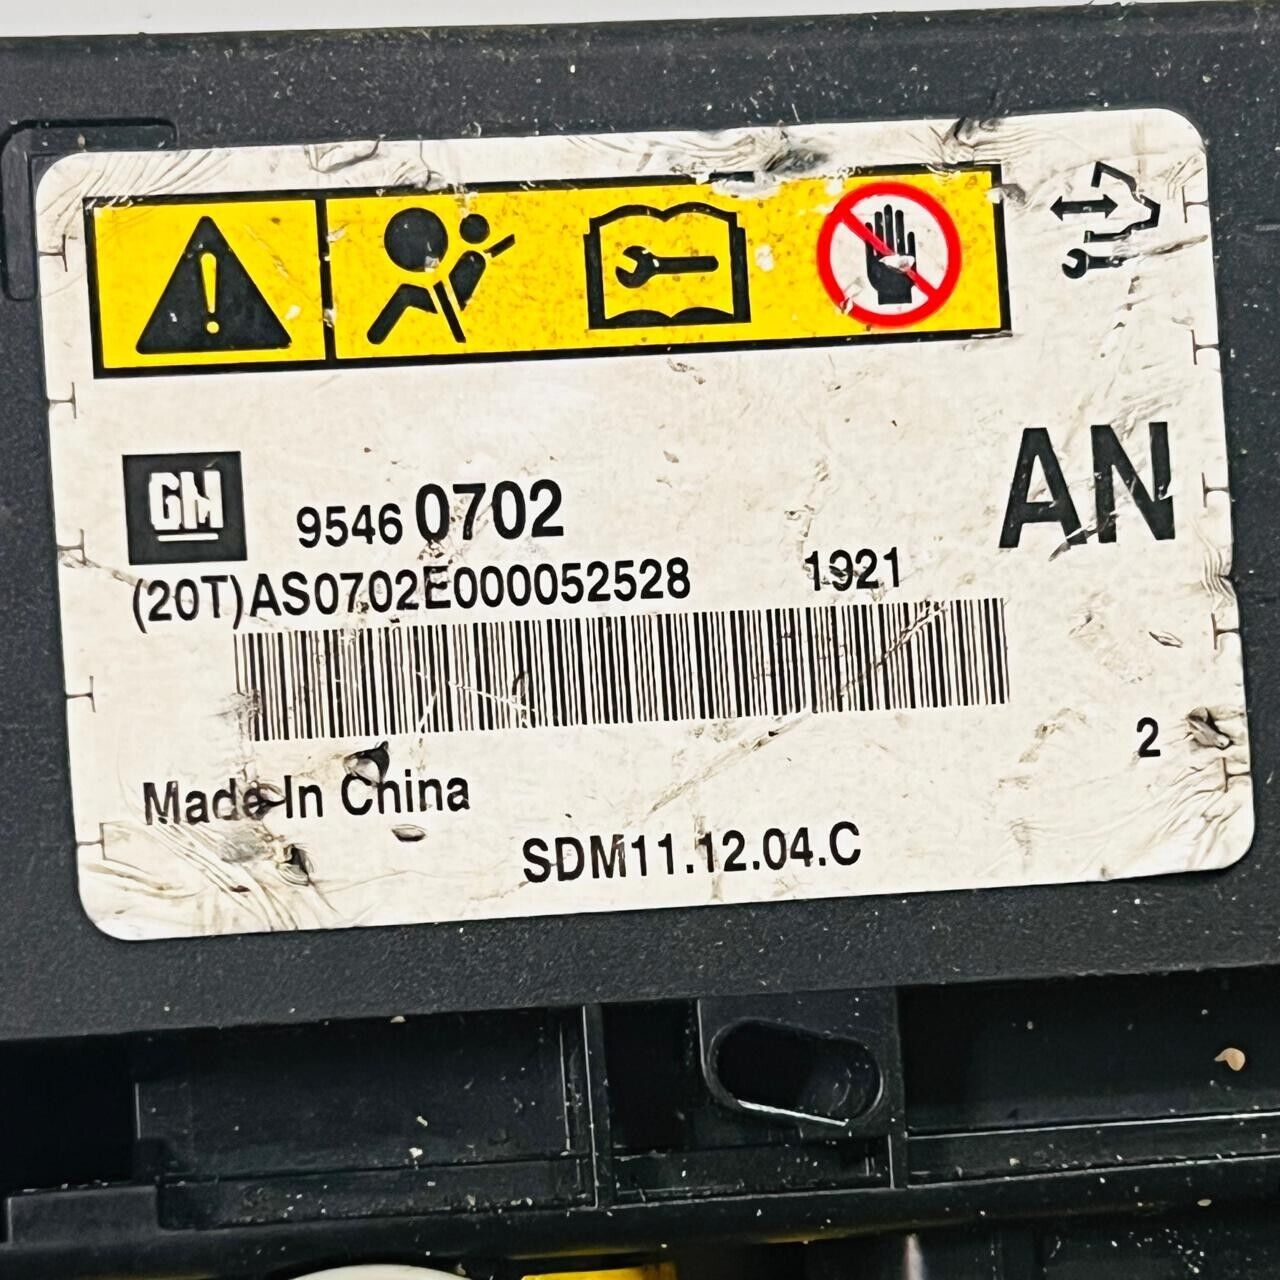 GM 9546 0702
AN
(20T)AS0702E000052528 1921
2
Made In China
SDM11.12.04.C